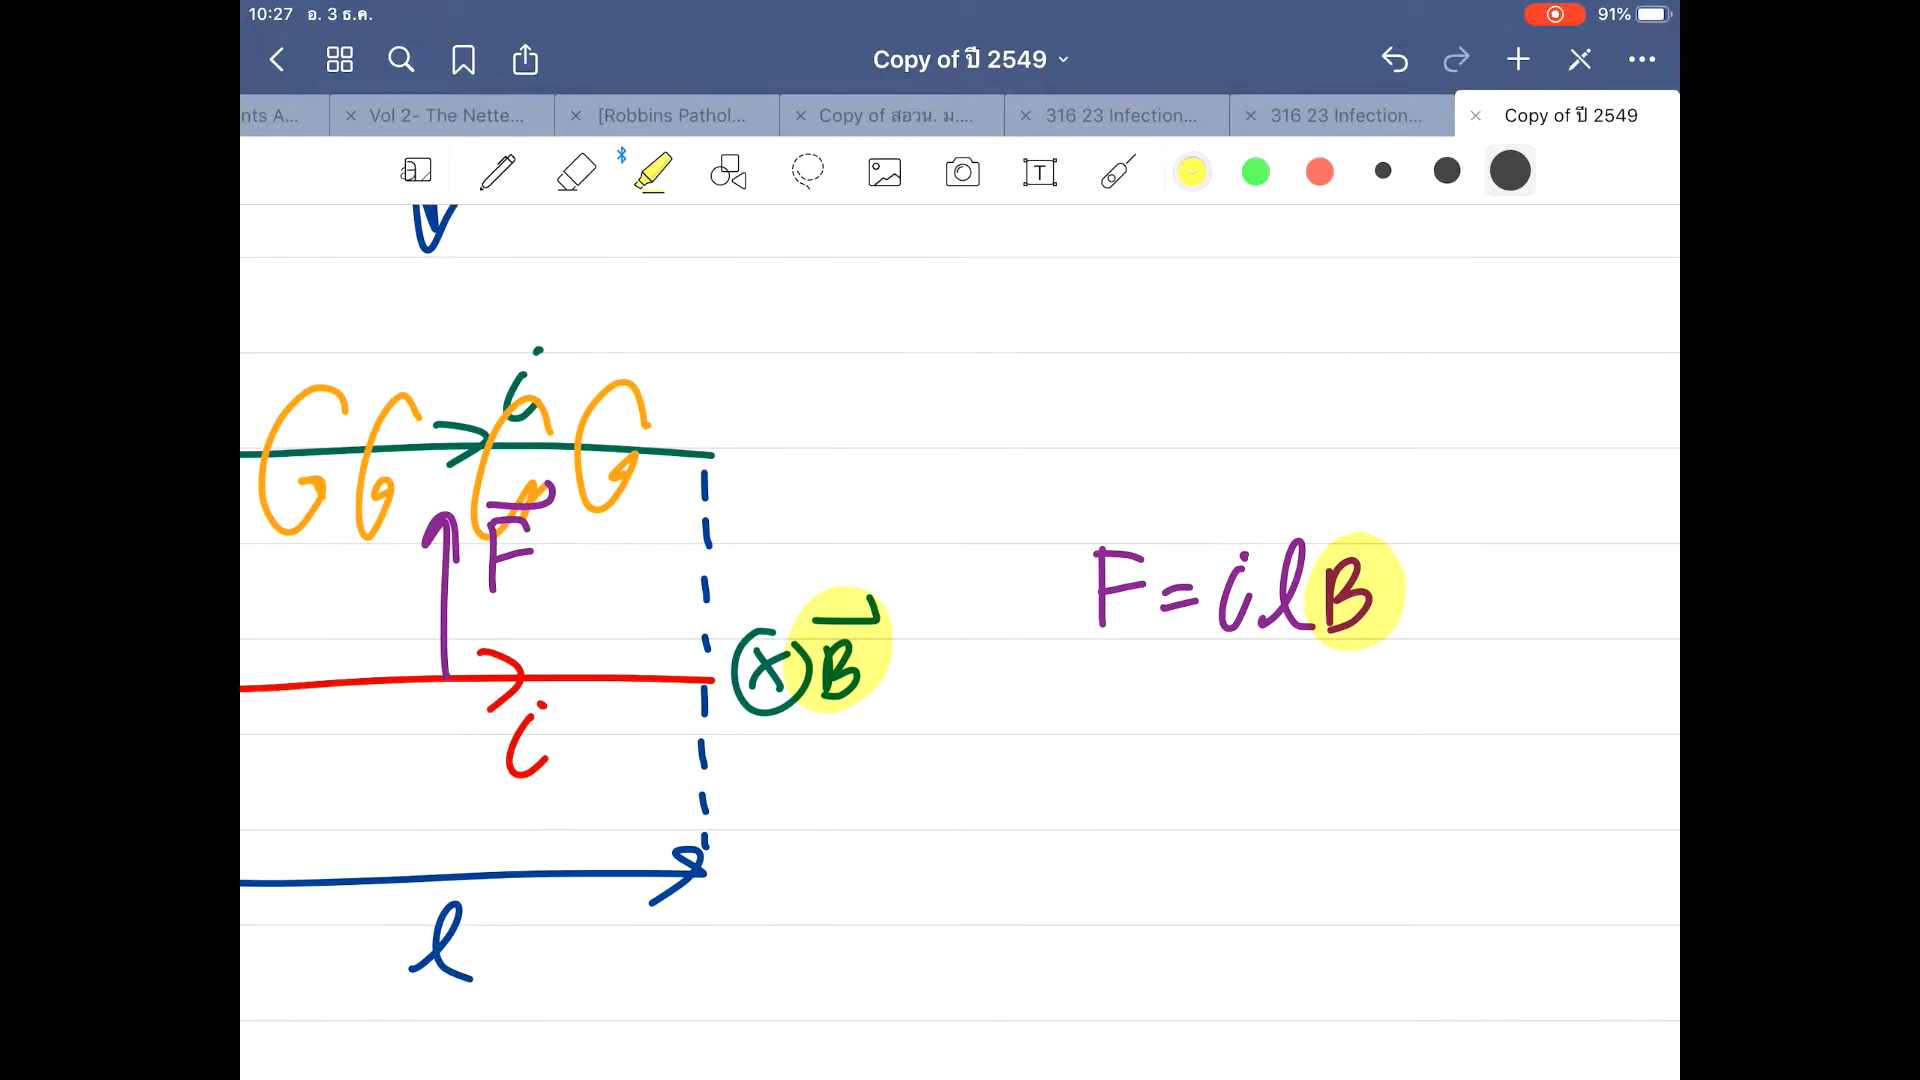 10:27 อ. 3 ธ.ค. 91%
Copy of ปี 2549
nts A... Vol 2- The Nette... [Robbins Pathol... Copy of สอวน. ม.... 316 23 Infection... 316 23 Infection... Copy of ปี 2549
T
i
F
F = ilB
B
i
l